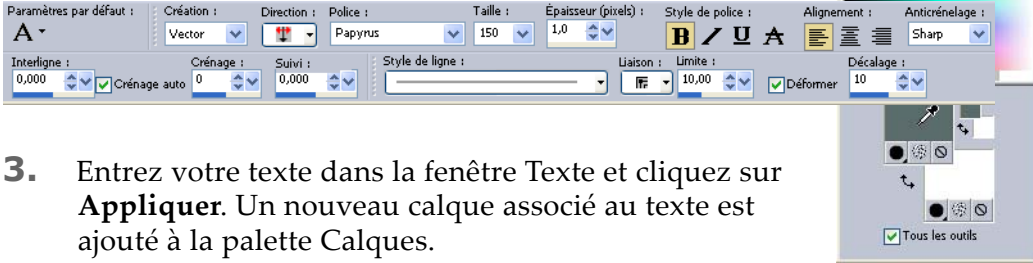 Paramètres par défaut : Création : Direction : Police : Taille : Épaisseur (pixels) : Style de police : Alignement : Anticrénelage :
A Vector Papyrus 150 1,0 B I U A Sharp
Interligne : Crénage : Suivi : Style de ligne : Liaison : Limite : Décalage :
0,000 Crénage auto 0 0,000 10,00 Déformer 10
3. Entrez votre texte dans la fenêtre Texte et cliquez sur
Appliquer. Un nouveau calque associé au texte est
ajouté à la palette Calques.
Tous les outils